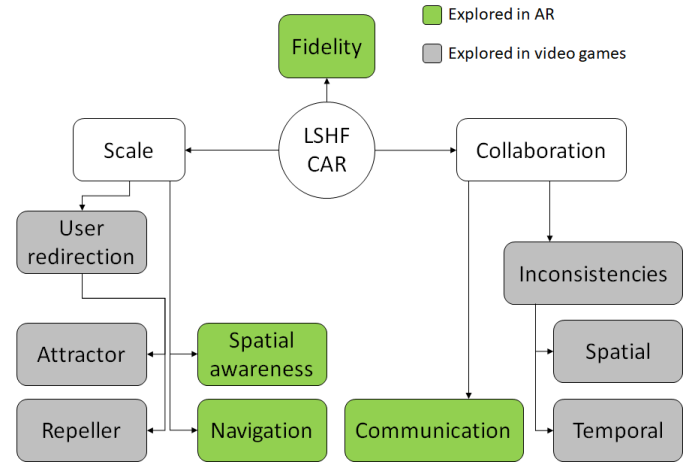 Explored in AR
Fidelity
Explored in video games
LSHF
CAR
Scale
Collaboration
User
redirection
Inconsistencies
Attractor
Spatial
awareness
Spatial
Repeller
Navigation
Communication
Temporal